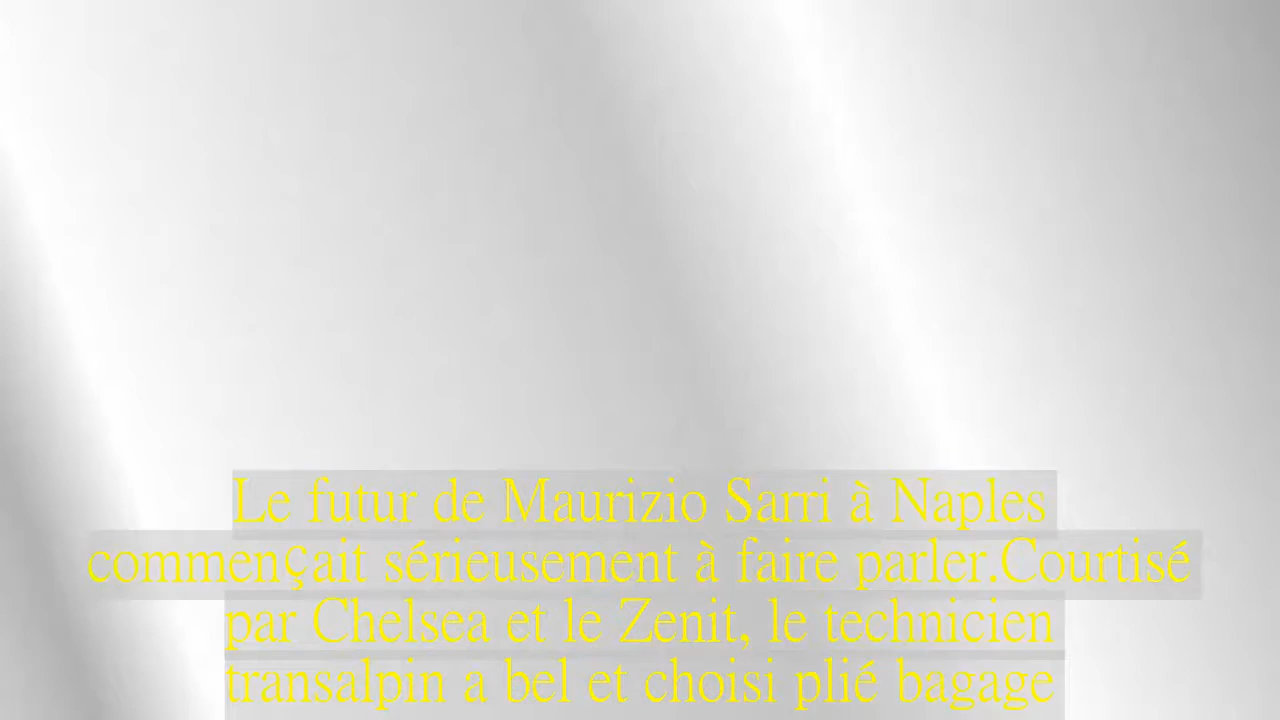 Le futur de Maurizio Sarri à Naples
commençait sérieusement à faire parler.Courtisé
par Chelsea et le Zenit, le technicien
transalpin a bel et choisi plié bagage